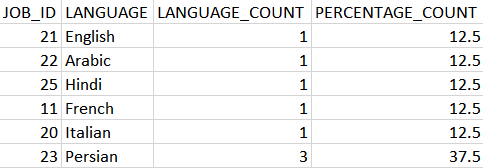 JOB_ID LANGUAGE LANGUAGE_COUNT PERCENTAGE_COUNT
21 English 1 12.5
22 Arabic 1 12.5
25 Hindi 1 12.5
11 French 1 12.5
20 Italian 1 12.5
23 Persian 3 37.5